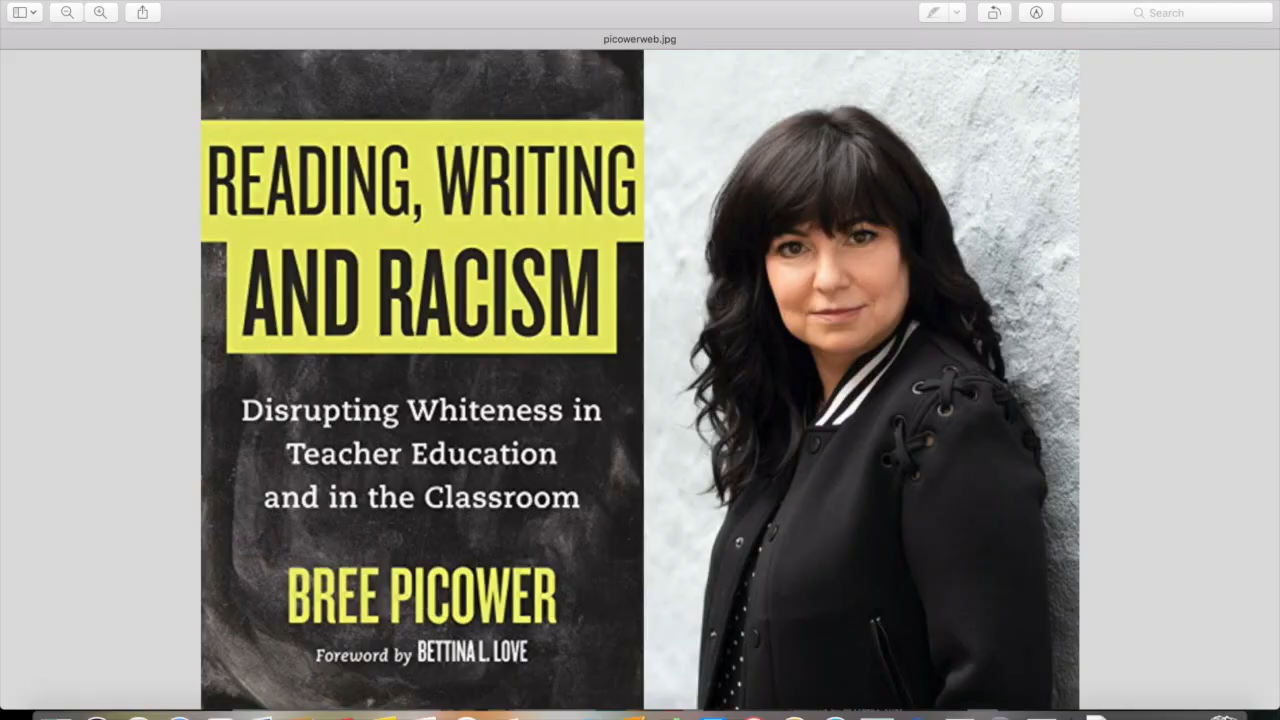 Search
picowerweb.jpg
READING, WRITING
AND RACISM
Disrupting Whiteness in
Teacher Education
and in the Classroom
BREE PICOWER
Foreword by BETTINA L. LOVE